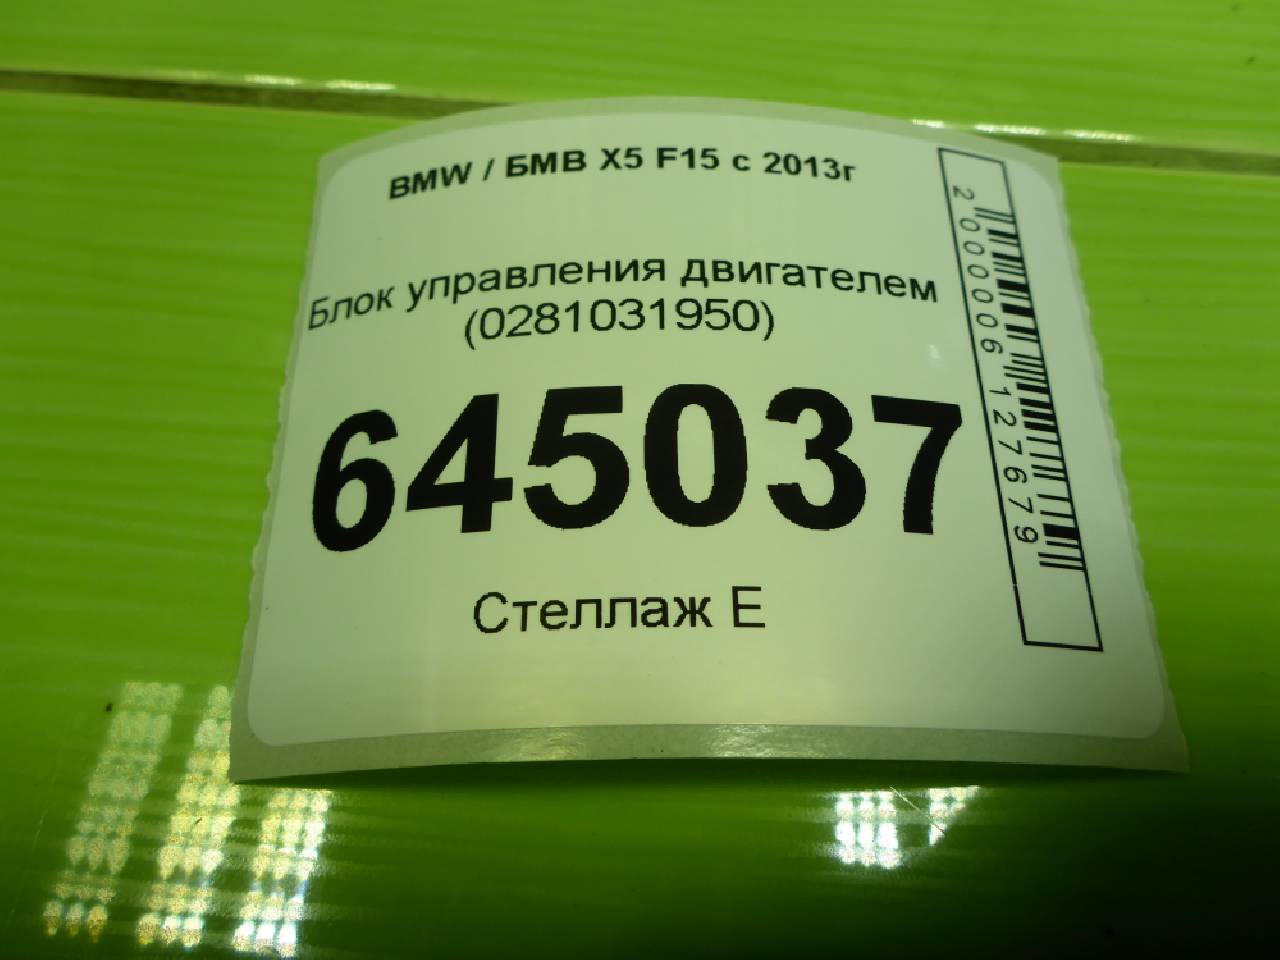 BMW / БМВ X5 F15 с 2013г
Блок управления двигателем
(0281031950)
645037
Стеллаж Е
2000006127679